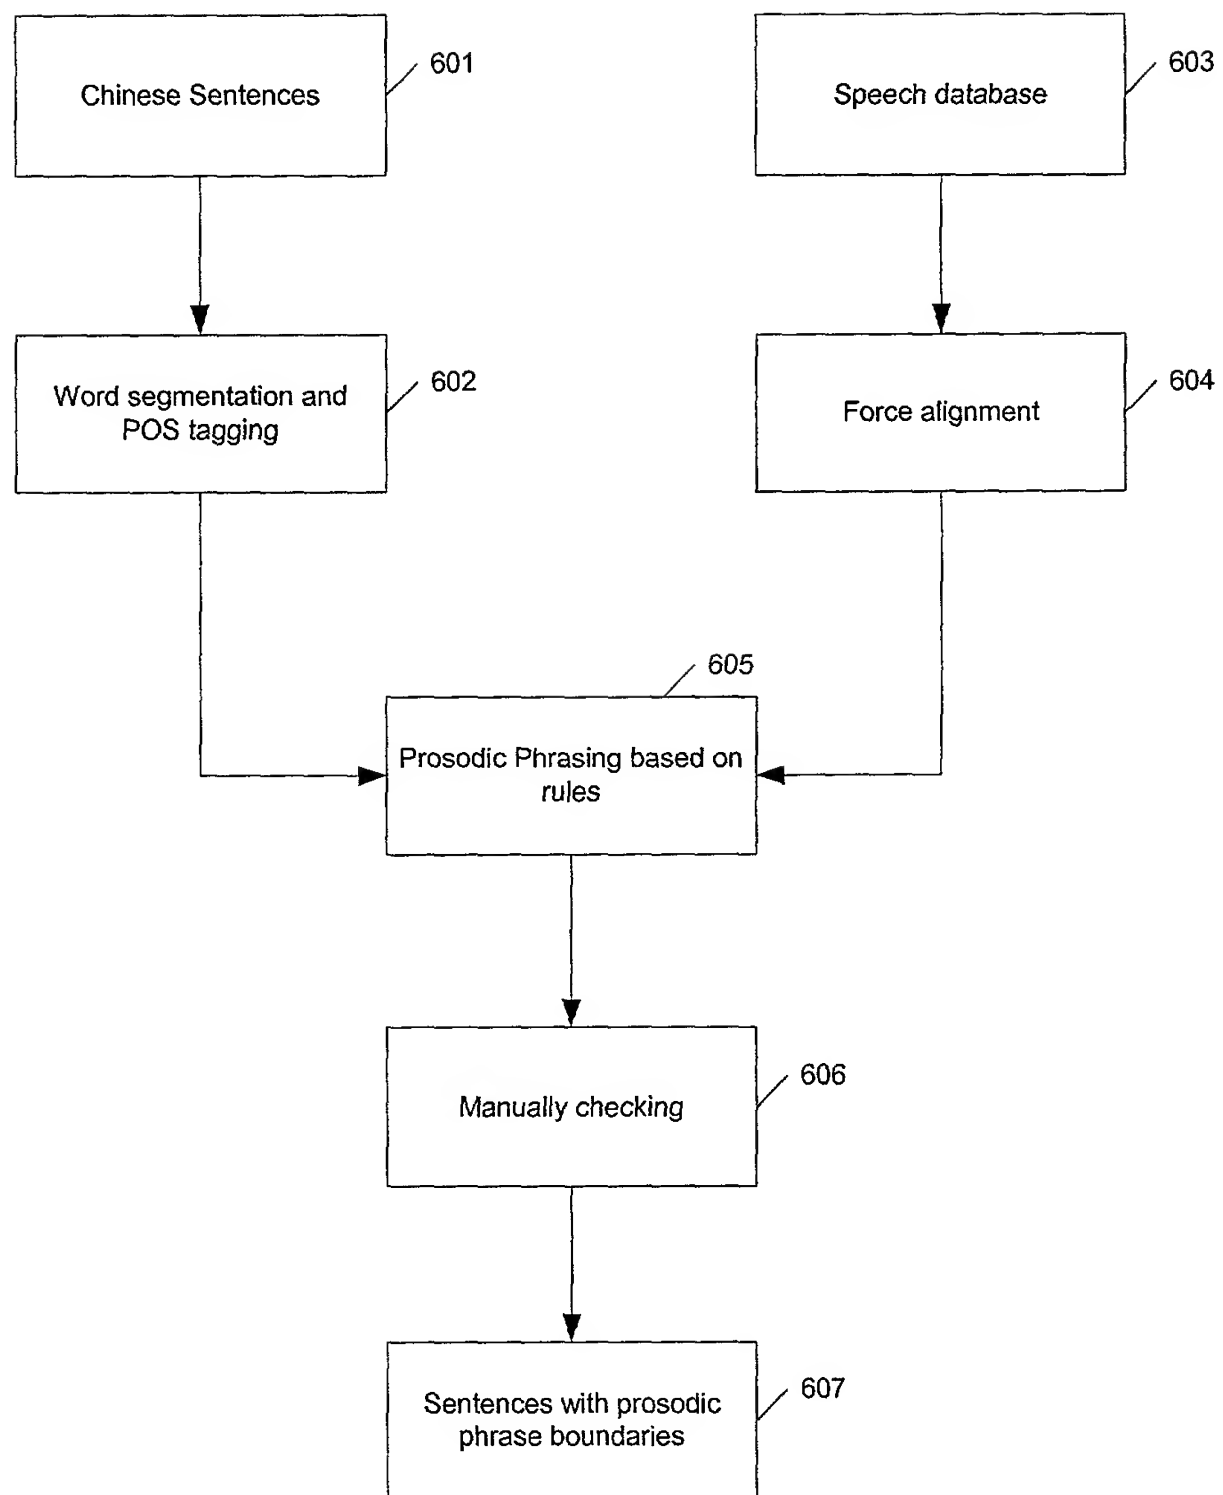 Chinese Sentences
601
Speech database
603
Word segmentation and
POS tagging
602
Force alignment
604
605
Prosodic Phrasing based on
rules
Manually checking
606
Sentences with prosodic
phrase boundaries
607